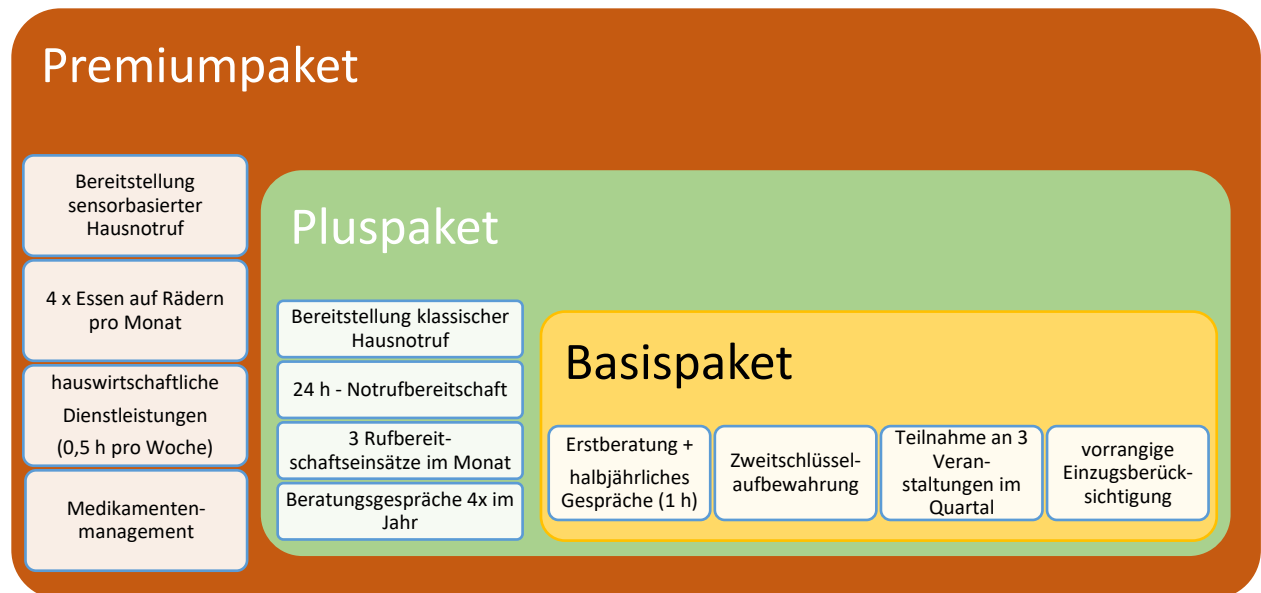 Premiumpaket
Bereitstellung
sensorbasierter
Hausnotruf
4 x Essen auf Rädern
pro Monat
hauswirtschaftliche
Dienstleistungen
(0,5 h pro Woche)
Medikamenten-
management
Pluspaket
Bereitstellung klassischer
Hausnotruf
24 h - Notrufbereitschaft
3 Rufbereit-
schaftseinsätze im Monat
Beratungsgespräche 4x im
Jahr
Basispaket
Erstberatung +
halbjährliches
Gespräche (1 h)
Zweitschlüssel-
aufbewahrung
Teilnahme an 3
Veran-
staltungen im
Quartal
vorrangige
Einzugsberück-
sichtigung